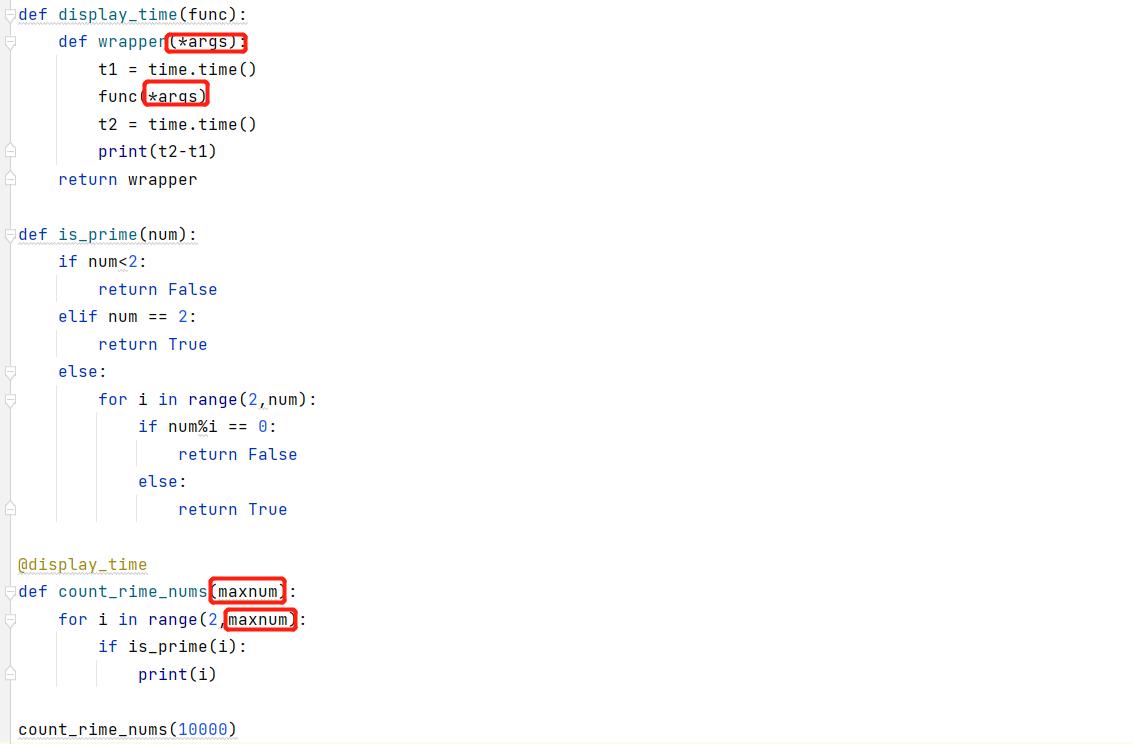 def display_time(func):
    def wrapper(*args):
        t1 = time.time()
        func(*args)
        t2 = time.time()
        print(t2-t1)
    return wrapper

def is_prime(num):
    if num<2:
        return False
    elif num == 2:
        return True
    else:
        for i in range(2,num):
            if num%i == 0:
                return False
            else:
                return True

@display_time
def count_rime_nums(maxnum):
    for i in range(2,maxnum):
        if is_prime(i):
            print(i)

count_rime_nums(10000)